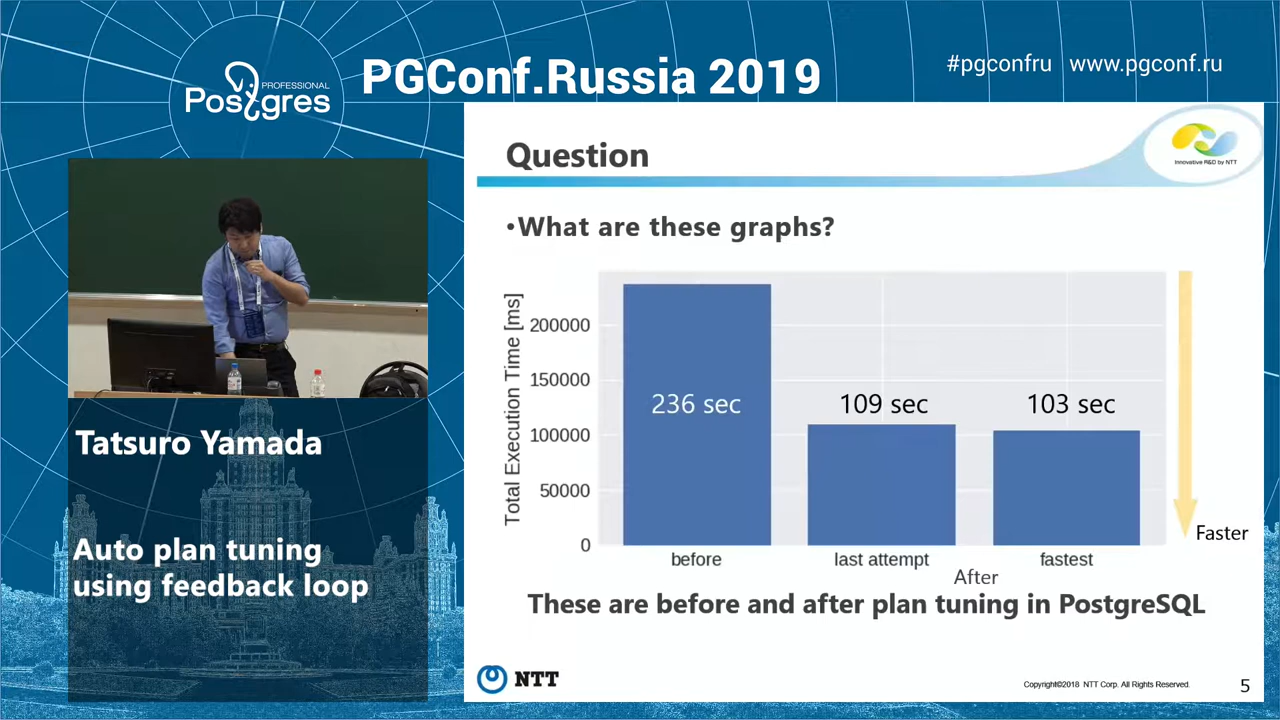 PROFESSIONAL
Postgres
PGConf.Russia 2019
#pgconfru www.pgconf.ru
Question
Innovative R&D by NTT
•What are these graphs?
Total Execution Time [ms]
200000
150000
100000
50000
0
236 sec
109 sec
103 sec
before
last attempt
fastest
After
Faster
These are before and after plan tuning in PostgreSQL
NTT
Copyright©2018 NTT Corp. All Rights Reserved.
5
Tatsuro Yamada
Auto plan tuning
using feedback loop